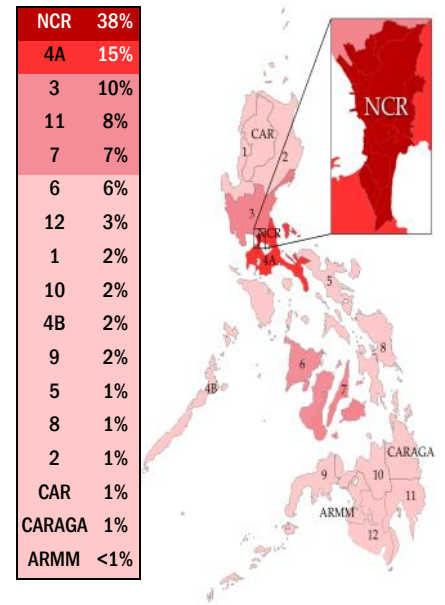 NCR 38%
4A 15%
3 10%
11 8%
7 7%
6 6%
12 3%
1 2%
10 2%
4B 2%
9 2%
5 1%
8 1%
2 1%
CAR 1%
CARAGA 1%
ARMM <1%
NCR
CAR
1
2
3
NCR
4A
5
8
6
7
4B
CARAGA
9
10
11
ARMM
12